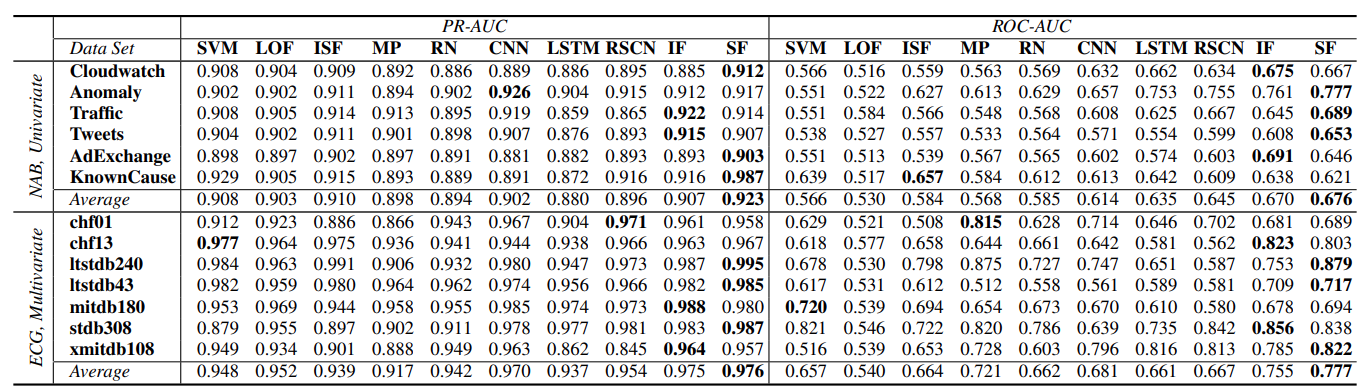 PR-AUC ROC-AUC
Data Set SVM LOF ISF MP RN CNN LSTM RSCN IF SF SVM LOF ISF MP RN CNN LSTM RSCN IF SF
NAB, Univariate
Cloudwatch 0.908 0.904 0.909 0.892 0.886 0.889 0.886 0.895 0.885 0.912 0.566 0.516 0.559 0.563 0.569 0.632 0.662 0.634 0.675 0.667
Anomaly 0.902 0.902 0.911 0.894 0.902 0.926 0.904 0.915 0.912 0.917 0.551 0.522 0.627 0.613 0.629 0.657 0.753 0.755 0.761 0.777
Traffic 0.908 0.905 0.914 0.913 0.895 0.919 0.859 0.865 0.922 0.914 0.551 0.584 0.566 0.548 0.568 0.608 0.625 0.667 0.645 0.689
Tweets 0.904 0.902 0.911 0.901 0.898 0.907 0.876 0.893 0.915 0.907 0.538 0.527 0.557 0.533 0.564 0.571 0.554 0.599 0.608 0.653
AdExchange 0.898 0.897 0.902 0.897 0.891 0.881 0.882 0.893 0.893 0.903 0.551 0.513 0.539 0.567 0.565 0.602 0.574 0.603 0.691 0.646
KnownCause 0.929 0.905 0.915 0.893 0.889 0.891 0.872 0.916 0.916 0.987 0.639 0.517 0.657 0.584 0.612 0.613 0.642 0.609 0.638 0.621
Average 0.908 0.903 0.910 0.898 0.894 0.902 0.880 0.896 0.907 0.923 0.566 0.530 0.584 0.568 0.585 0.614 0.635 0.645 0.670 0.676
ECG, Multivariate
chf01 0.912 0.923 0.886 0.866 0.943 0.967 0.904 0.971 0.961 0.958 0.629 0.521 0.508 0.815 0.628 0.714 0.646 0.702 0.681 0.689
chf13 0.977 0.964 0.975 0.936 0.941 0.944 0.938 0.966 0.963 0.967 0.618 0.577 0.658 0.644 0.661 0.642 0.581 0.562 0.823 0.803
ltstdb240 0.984 0.963 0.991 0.906 0.932 0.980 0.947 0.973 0.987 0.995 0.678 0.530 0.798 0.875 0.727 0.747 0.651 0.587 0.753 0.879
ltstdb43 0.982 0.959 0.980 0.964 0.962 0.974 0.956 0.966 0.982 0.985 0.617 0.531 0.612 0.512 0.558 0.561 0.589 0.581 0.709 0.717
mitdb180 0.953 0.969 0.944 0.958 0.955 0.985 0.974 0.973 0.988 0.980 0.720 0.539 0.694 0.654 0.673 0.670 0.610 0.580 0.678 0.694
stdb308 0.879 0.955 0.897 0.902 0.911 0.978 0.977 0.981 0.983 0.987 0.821 0.546 0.722 0.820 0.786 0.639 0.735 0.842 0.856 0.838
xmitdb108 0.949 0.934 0.901 0.888 0.949 0.963 0.862 0.845 0.964 0.957 0.516 0.539 0.653 0.728 0.603 0.796 0.816 0.813 0.785 0.822
Average 0.948 0.952 0.939 0.917 0.942 0.970 0.937 0.954 0.975 0.976 0.657 0.540 0.664 0.721 0.662 0.681 0.661 0.667 0.755 0.777